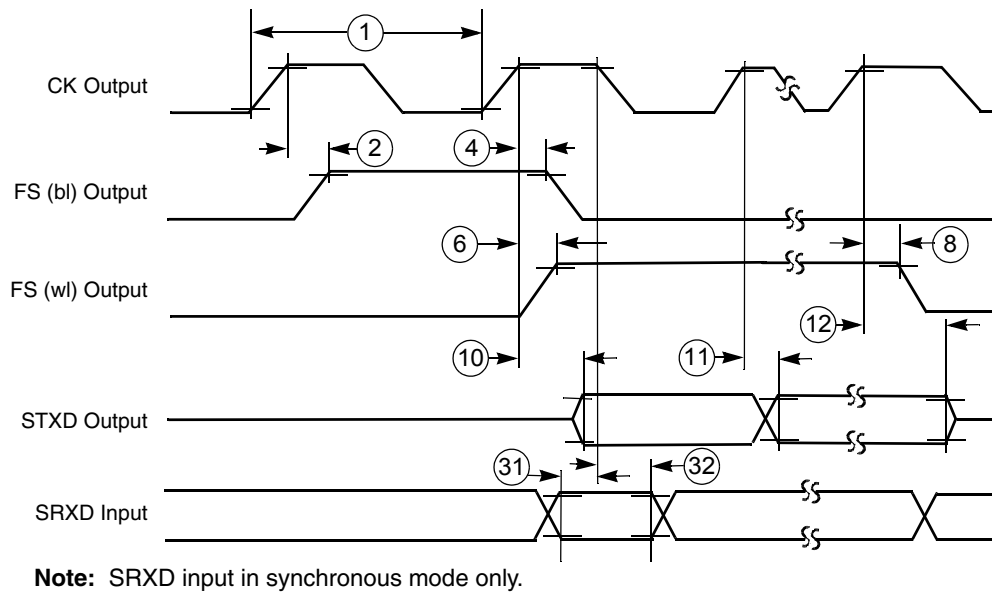 1
CK Output
2
4
FS (bl) Output
6
8
FS (wl) Output
12
10
11
STXD Output
31
32
SRXD Input
Note: SRXD input in synchronous mode only.